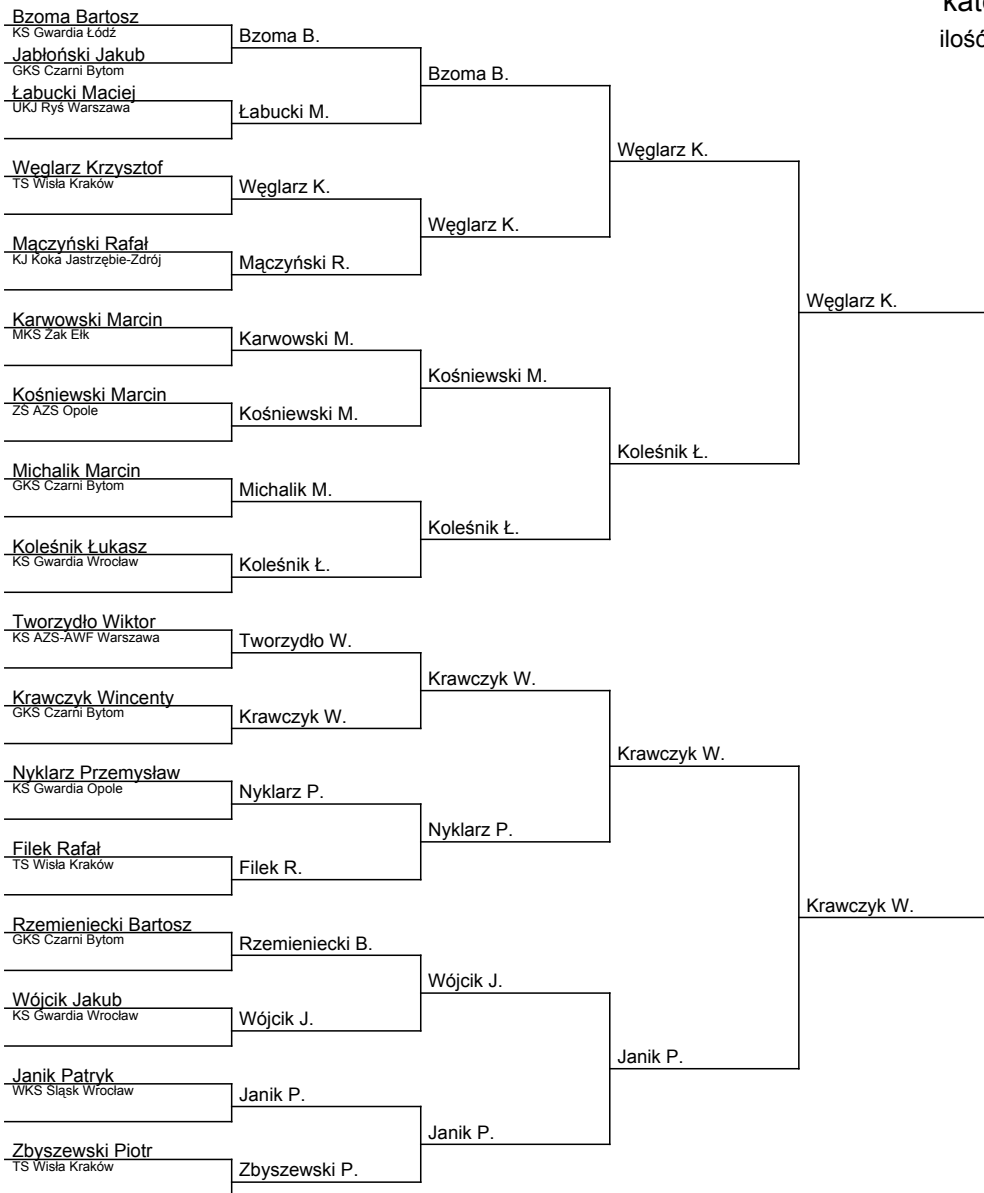 kate
ilość
Bzoma Bartosz
KS Gwardia Łódź
Jabłoński Jakub
GKS Czarni Bytom
Łabucki Maciej
UKJ Ryś Warszawa
Węglarz Krzysztof
TS Wisła Kraków
Mączyński Rafał
KJ Koka Jastrzębie-Zdrój
Karwowski Marcin
MKS Żak Ełk
Kośniewski Marcin
ZŚ AZS Opole
Michalik Marcin
GKS Czarni Bytom
Koleśnik Łukasz
KS Gwardia Wrocław
Tworzydło Wiktor
KS AZS-AWF Warszawa
Krawczyk Wincenty
GKS Czarni Bytom
Nyklarz Przemysław
KS Gwardia Opole
Filek Rafał
TS Wisła Kraków
Rzemieniecki Bartosz
GKS Czarni Bytom
Wójcik Jakub
KS Gwardia Wrocław
Janik Patryk
WKS Śląsk Wrocław
Zbyszewski Piotr
TS Wisła Kraków
Bzoma B.
Łabucki M.
Węglarz K.
Mączyński R.
Karwowski M.
Kośniewski M.
Michalik M.
Koleśnik Ł.
Tworzydło W.
Krawczyk W.
Nyklarz P.
Filek R.
Rzemieniecki B.
Wójcik J.
Janik P.
Zbyszewski P.
Bzoma B.
Węglarz K.
Kośniewski M.
Koleśnik Ł.
Krawczyk W.
Nyklarz P.
Wójcik J.
Janik P.
Węglarz K.
Koleśnik Ł.
Krawczyk W.
Janik P.
Węglarz K.
Krawczyk W.